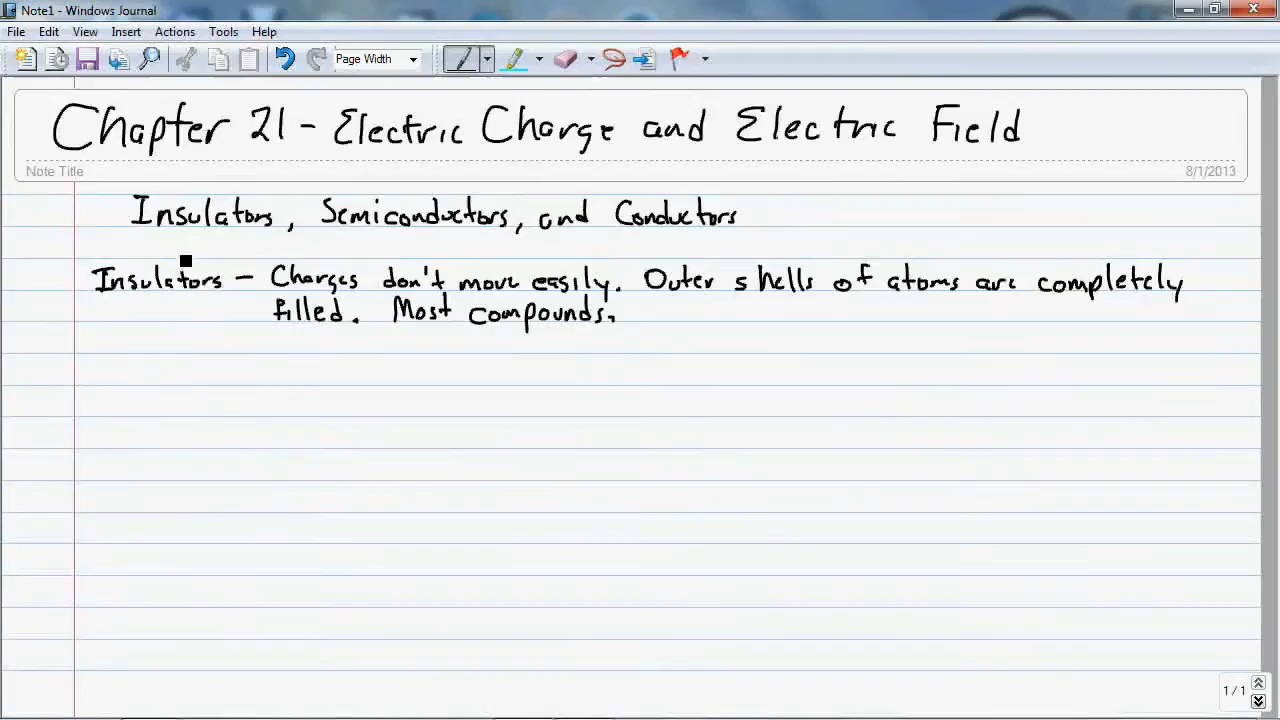 Note1 - Windows Journal
File Edit View Insert Actions Tools Help
Page Width
Chapter 21 - Electric Charge and Electric Field
Note Title 8/1/2013
Insulators, Semiconductors, and Conductors
Insulators - Charges don't move easily. Outer shells of atoms are completely
filled. Most compounds.
1 / 1